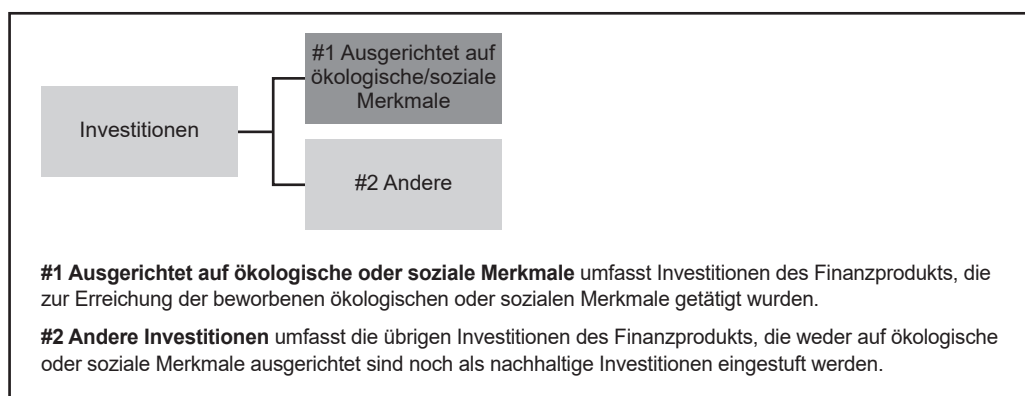 #1 Ausgerichtet auf
ökologische/soziale
Merkmale
Investitionen
#2 Andere
#1 Ausgerichtet auf ökologische oder soziale Merkmale umfasst Investitionen des Finanzprodukts, die
zur Erreichung der beworbenen ökologischen oder sozialen Merkmale getätigt wurden.
#2 Andere Investitionen umfasst die übrigen Investitionen des Finanzprodukts, die weder auf ökologische
oder soziale Merkmale ausgerichtet sind noch als nachhaltige Investitionen eingestuft werden.